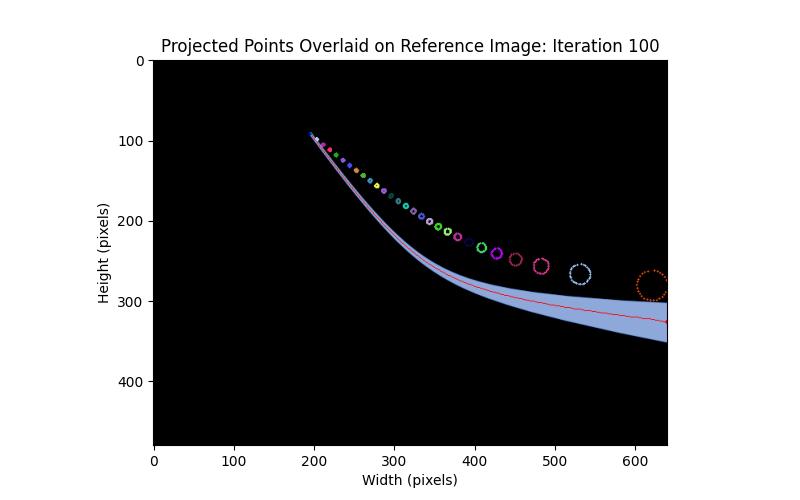 Projected Points Overlaid on Reference Image: Iteration 100
0
100
200
300
400
Height (pixels)
0 100 200 300 400 500 600
Width (pixels)